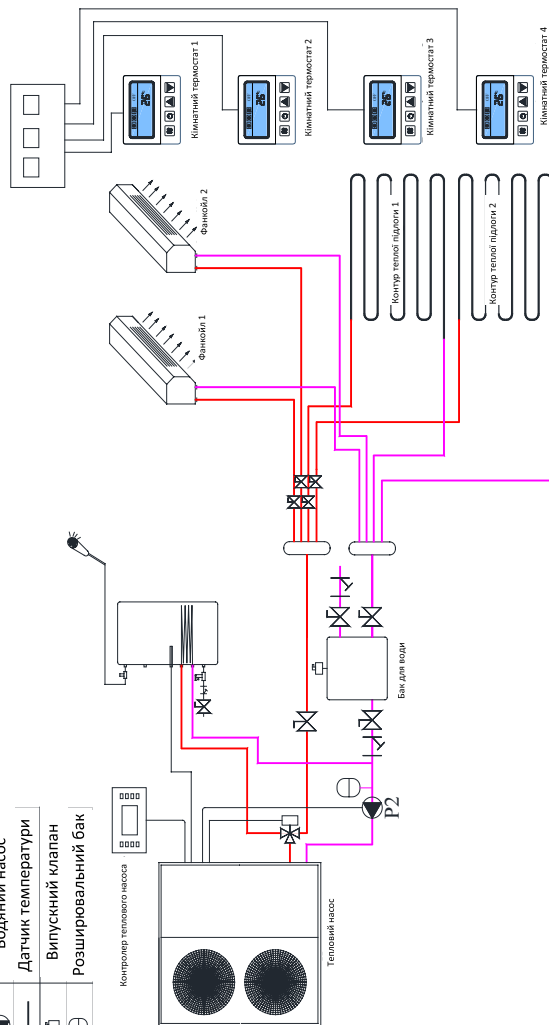 Кімнатний термостат 1
Кімнатний термостат 2
Кімнатний термостат 3
Кімнатний термостат 4
Фанкойл 2
Фанкойл 1
Контур теплої підлоги 1
Контур теплої підлоги 2
Бак для води
P2
Контролер теплового насоса
Тепловий насос
Водяний насос
Датчик температури
Випускний клапан
Розширювальний бак